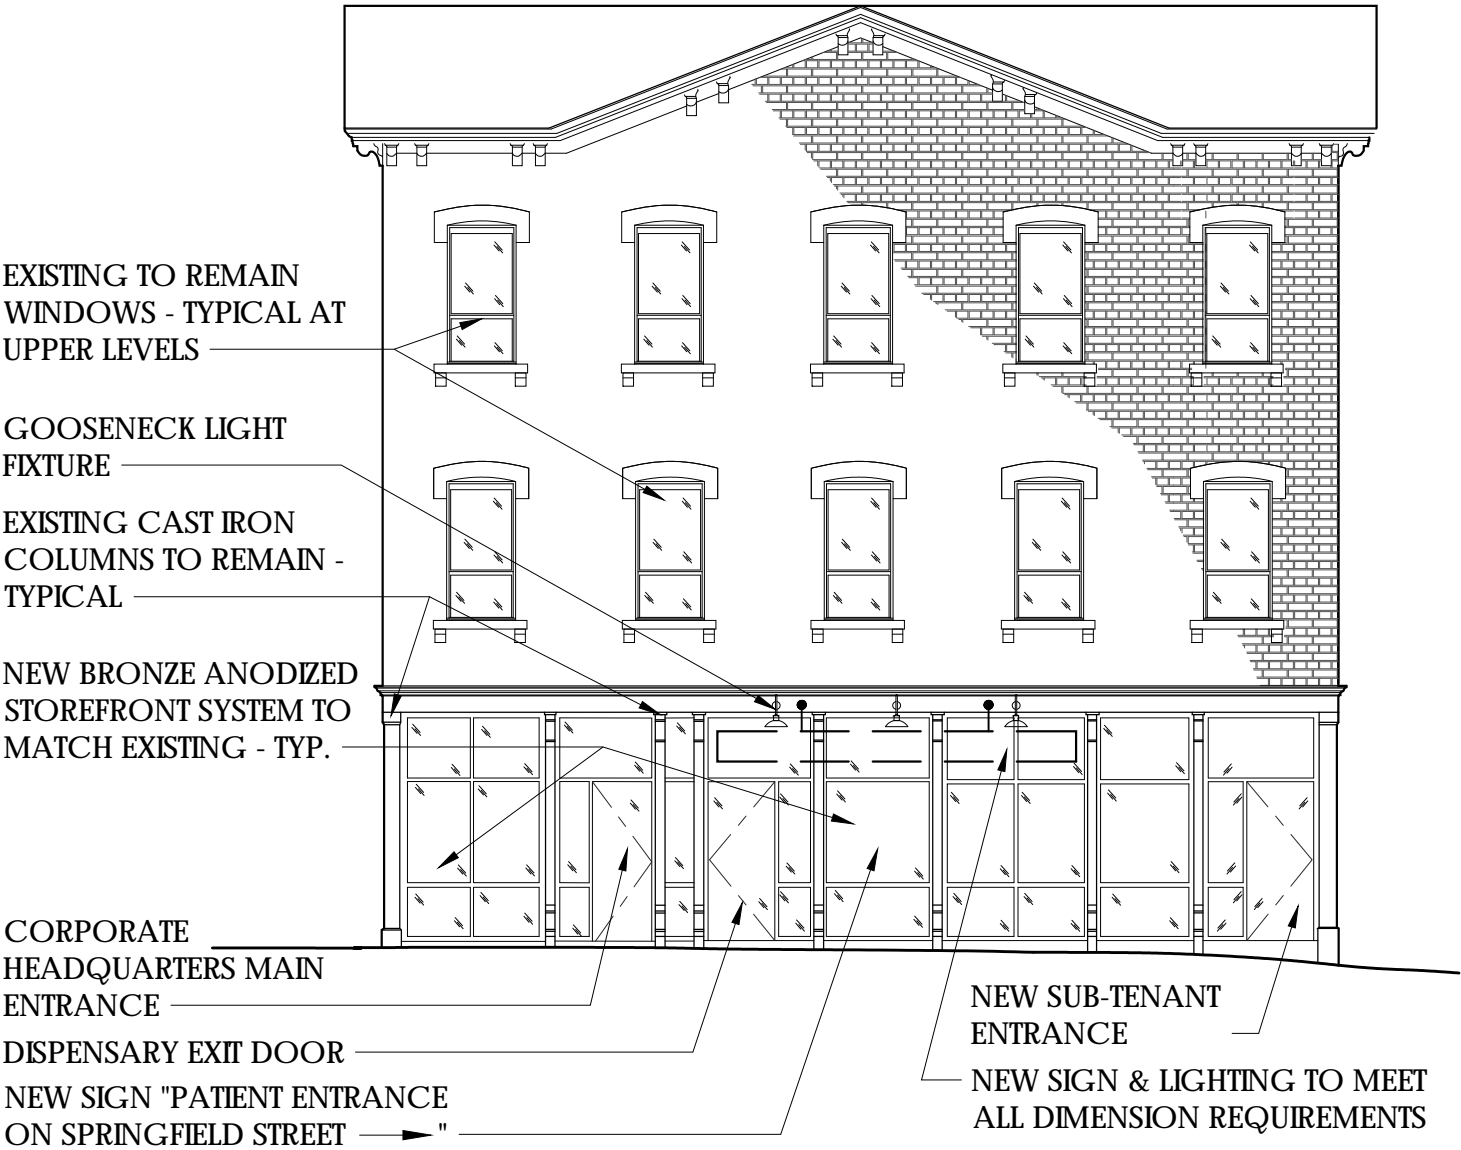 EXISTING TO REMAIN
WINDOWS - TYPICAL AT
UPPER LEVELS
GOOSENECK LIGHT
FIXTURE
EXISTING CAST IRON
COLUMNS TO REMAIN -
TYPICAL
NEW BRONZE ANODIZED
STOREFRONT SYSTEM TO
MATCH EXISTING - TYP.
CORPORATE
HEADQUARTERS MAIN
ENTRANCE
DISPENSARY EXIT DOOR
NEW SIGN "PATIENT ENTRANCE
ON SPRINGFIELD STREET → "
NEW SUB-TENANT
ENTRANCE
NEW SIGN & LIGHTING TO MEET
ALL DIMENSION REQUIREMENTS